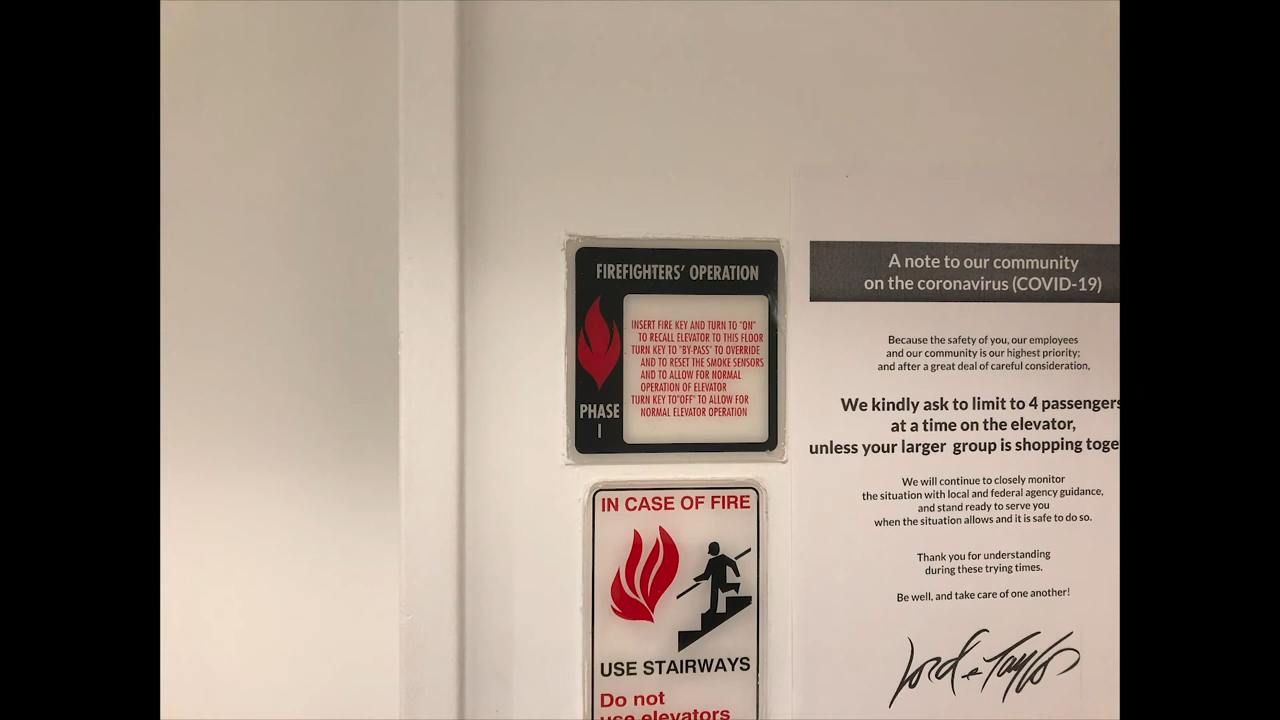 FIREFIGHTERS' OPERATION
INSERT FIRE KEY AND TURN TO "ON"
TO RECALL ELEVATOR TO THIS FLOOR
TURN KEY TO "BY-PASS" TO OVERRIDE
AND TO RESET THE SMOKE SENSORS
AND TO ALLOW FOR NORMAL
OPERATION OF ELEVATOR
TURN KEY TO"OFF" TO ALLOW FOR
NORMAL ELEVATOR OPERATION
PHASE
I
IN CASE OF FIRE
USE STAIRWAYS
Do not
use elevators
A note to our community
on the coronavirus (COVID-19)
Because the safety of you, our employees
and our community is our highest priority;
and after a great deal of careful consideration,
We kindly ask to limit to 4 passengers
at a time on the elevator,
unless your larger group is shopping toge
We will continue to closely monitor
the situation with local and federal agency guidance,
and stand ready to serve you
when the situation allows and it is safe to do so.
Thank you for understanding
during these trying times.
Be well, and take care of one another!
Lord & Taylor